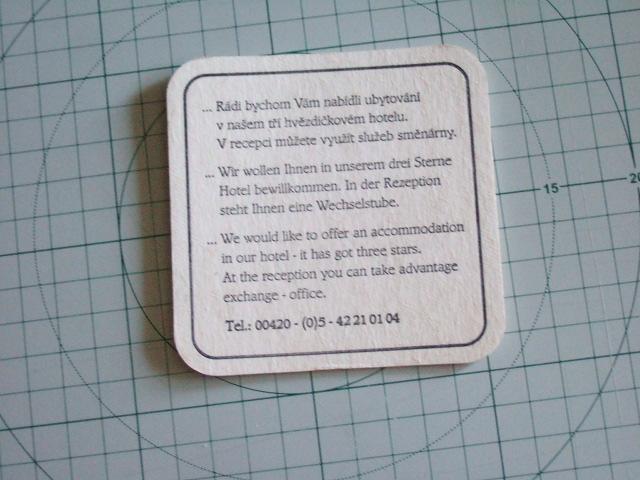 ... Rádi bychom Vám nabídli ubytování
v našem tří hvězdičkovém hotelu.
V recepci můžete využít služeb směnárny.
... Wir wollen Ihnen in unserem drei Sterne
Hotel bewillkommen. In der Rezeption
steht Ihnen eine Wechselstube.
... We would like to offer an accommodation
in our hotel - it has got three stars.
At the reception you can take advantage
exchange - office.
Tel.: 00420 - (0)5 - 42 21 01 04
15
20